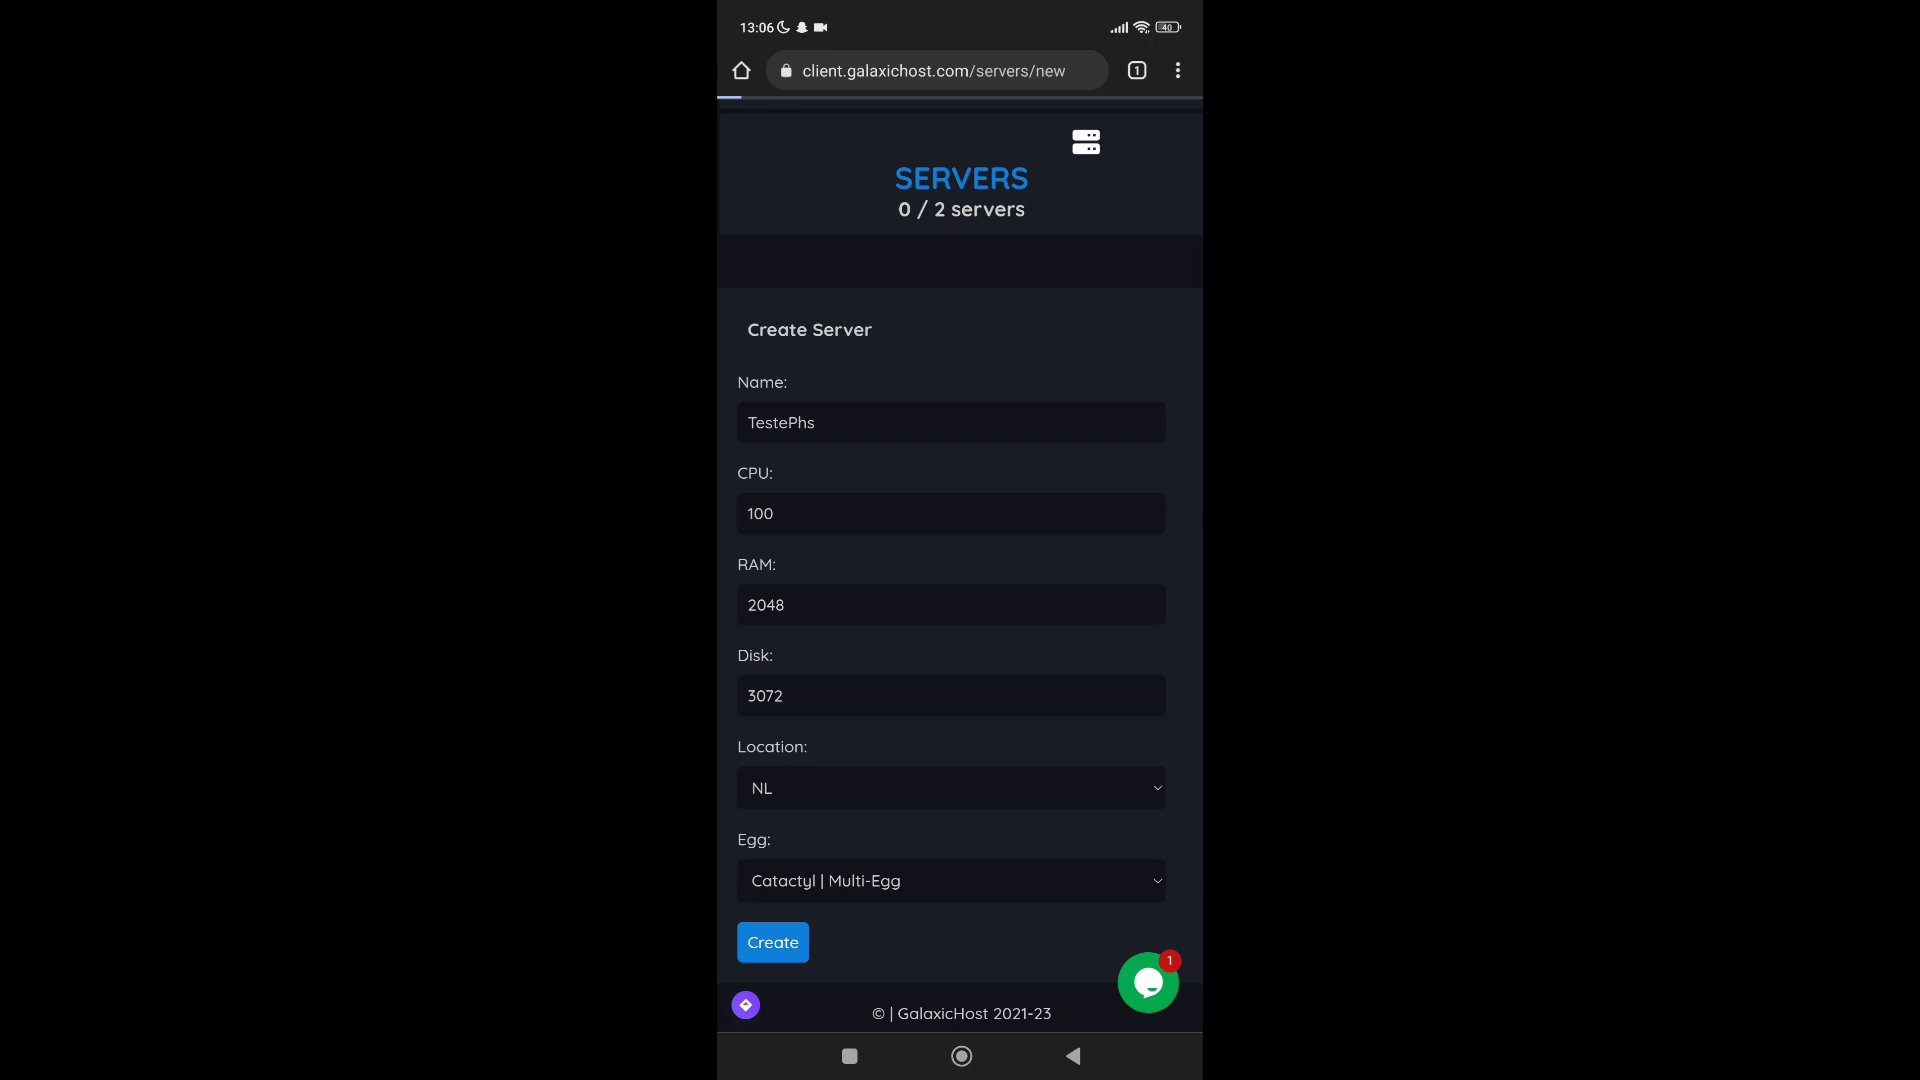 13:06
40
client.galaxichost.com/servers/new
1
SERVERS
0 / 2 servers
Create Server
Name:
TestePhs
CPU:
100
RAM:
2048
Disk:
3072
Location:
NL
Egg:
Catactyl | Multi-Egg
Create
1
© | GalaxicHost 2021-23